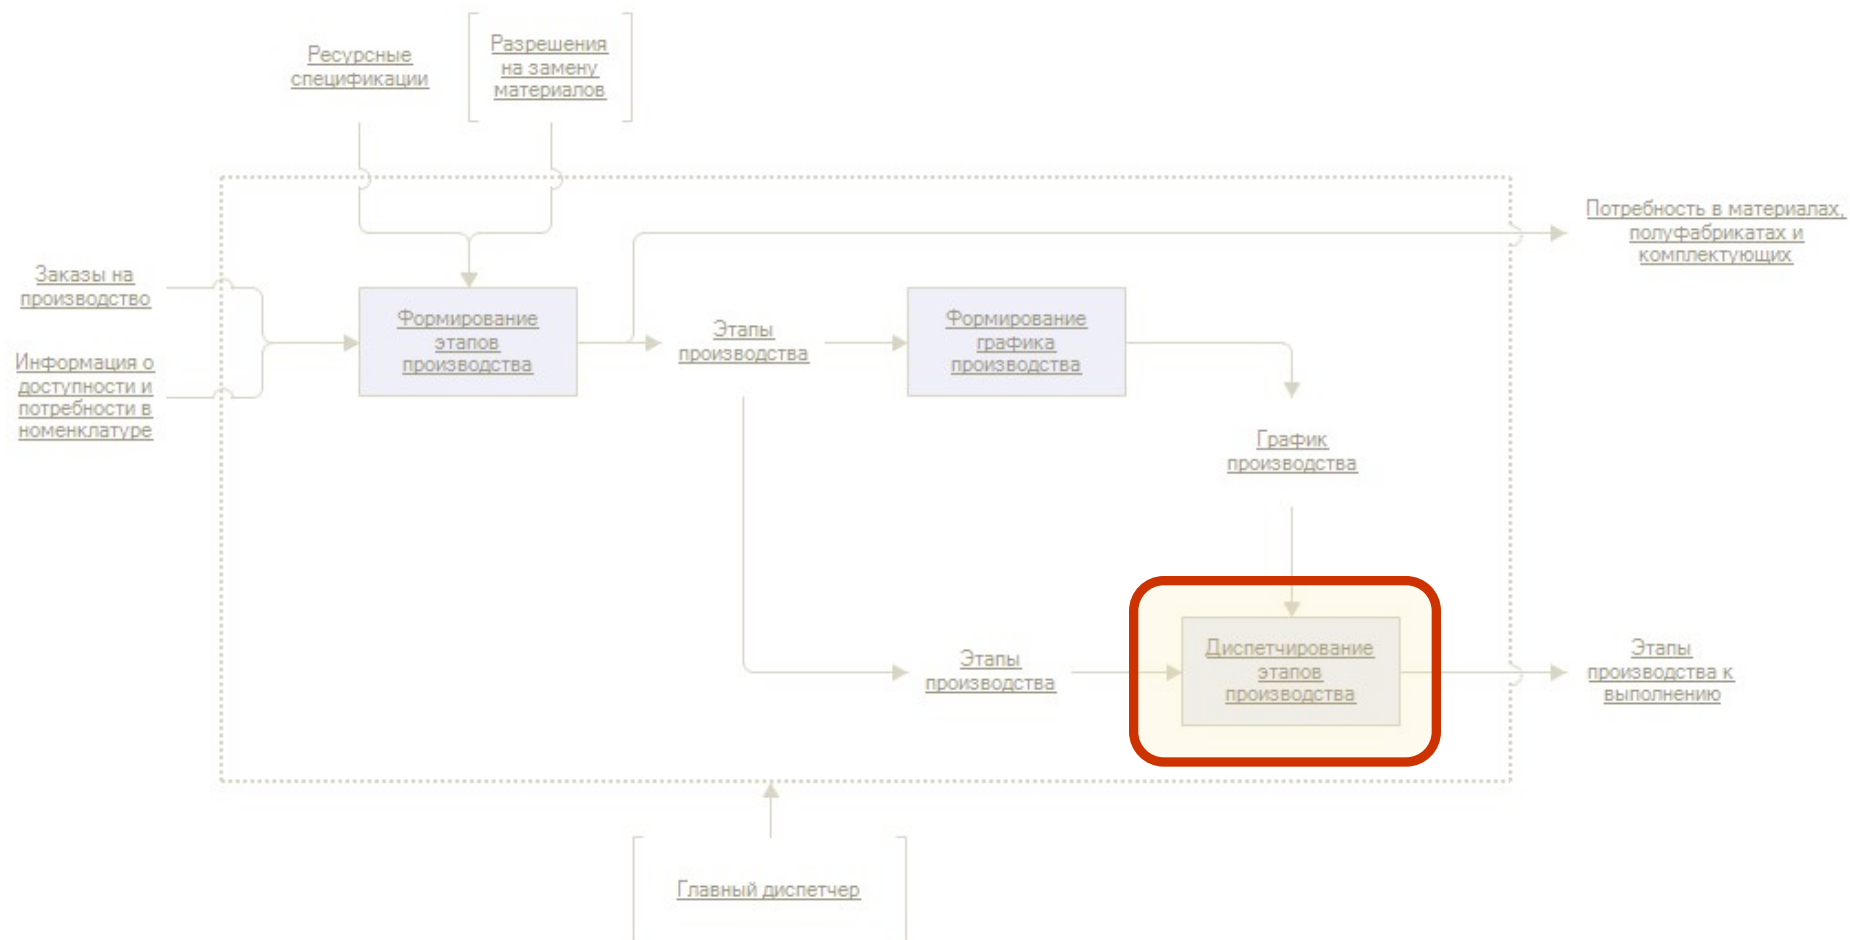 Ресурсные
спецификации
Разрешения
на замену
материалов
Потребность в материалах,
полуфабрикатах и
комплектующих
Заказы на
производство
Информация о
доступности и
потребности в
номенклатуре
Формирование
этапов
производства
Этапы
производства
Формирование
графика
производства
График
производства
Этапы
производства
Диспетчирование
этапов
производства
Этапы
производства к
выполнению
Главный диспетчер